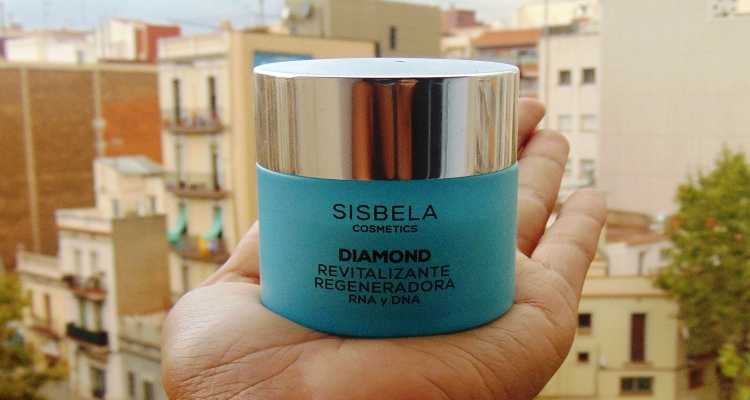 SISBELA
COSMETICS
DIAMOND
REVITALIZANTE
REGENERADORA
RNA y DNA